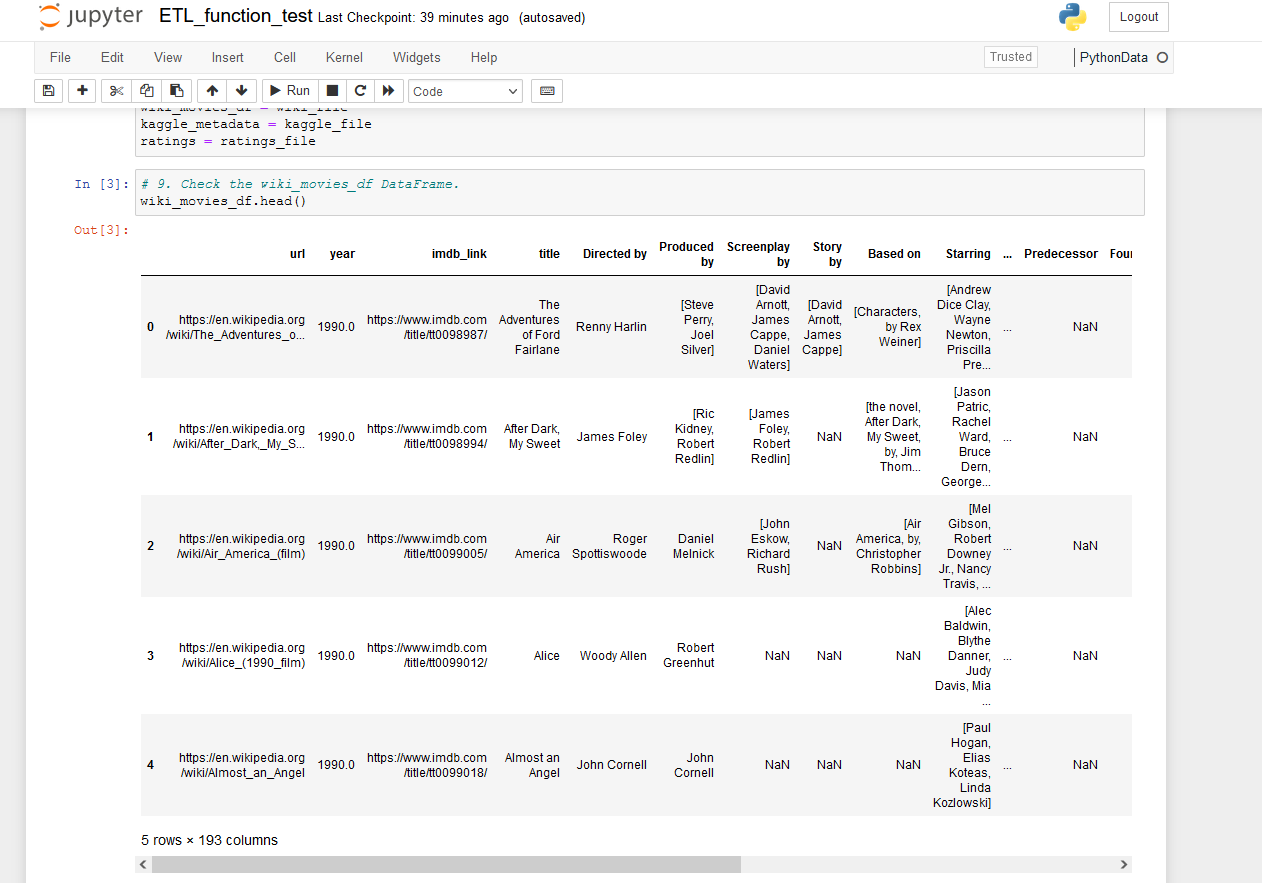 jupyter ETL_function_test Last Checkpoint: 39 minutes ago (autosaved) Logout
File Edit View Insert Cell Kernel Widgets Help Trusted PythonData
Run Code
wiki_movies_df = wiki_file
kaggle_metadata = kaggle_file
ratings = ratings_file
In [3]: # 9. Check the wiki_movies_df DataFrame.
wiki_movies_df.head()
Out[3]:
url year imdb_link title Directed by Produced by Screenplay by Story by Based on Starring ... Predecessor Four
0 https://en.wikipedia.org/wiki/The_Adventures_o... 1990.0 https://www.imdb.com/title/tt0098987/ The Adventures of Ford Fairlane Renny Harlin [Steve Perry, Joel Silver] [David Arnott, James Cappe, Daniel Waters] [David Arnott, James Cappe] [Characters, by Rex Weiner] [Andrew Dice Clay, Wayne Newton, Priscilla Pre... ... NaN
1 https://en.wikipedia.org/wiki/After_Dark,_My_S... 1990.0 https://www.imdb.com/title/tt0098994/ After Dark, My Sweet James Foley [Ric Kidney, Robert Redlin] [James Foley, Robert Redlin] NaN [the novel, After Dark, My Sweet, by, Jim Thom... [Jason Patric, Rachel Ward, Bruce Dern, George... ... NaN
2 https://en.wikipedia.org/wiki/Air_America_(film) 1990.0 https://www.imdb.com/title/tt0099005/ Air America Roger Spottiswoode Daniel Melnick [John Eskow, Richard Rush] NaN [Air America, by, Christopher Robbins] [Mel Gibson, Robert Downey Jr., Nancy Travis, ... ... NaN
3 https://en.wikipedia.org/wiki/Alice_(1990_film) 1990.0 https://www.imdb.com/title/tt0099012/ Alice Woody Allen Robert Greenhut NaN NaN NaN [Alec Baldwin, Blythe Danner, Judy Davis, Mia ... ... NaN
4 https://en.wikipedia.org/wiki/Almost_an_Angel 1990.0 https://www.imdb.com/title/tt0099018/ Almost an Angel John Cornell John Cornell NaN NaN NaN [Paul Hogan, Elias Koteas, Linda Kozlowski] ... NaN
5 rows × 193 columns